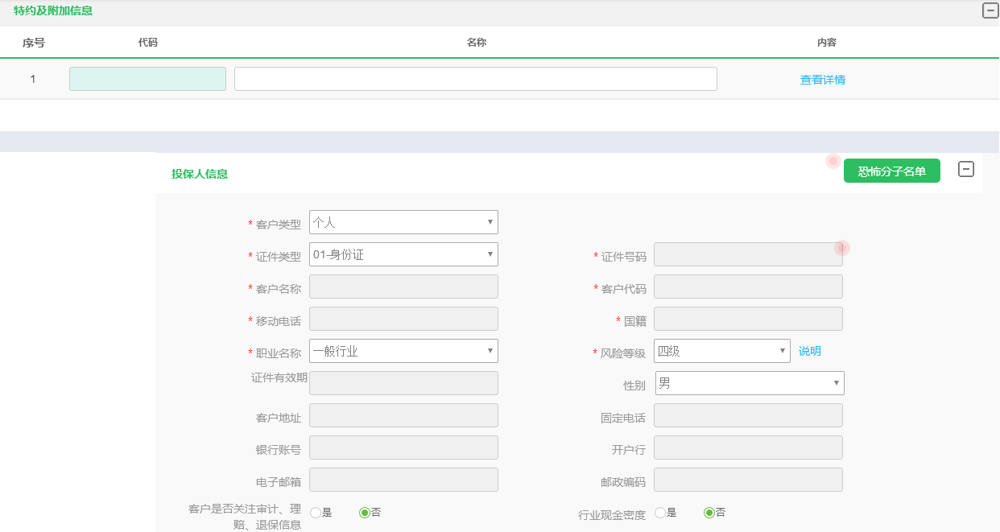 特约及附加信息
序号 代码 名称 内容
1 查看详情
投保人信息 恐怖分子名单
* 客户类型 个人
* 证件类型 01-身份证 * 证件号码
* 客户名称 * 客户代码
* 移动电话 * 国籍
* 职业名称 一般行业 * 风险等级 四级 说明
证件有效期 性别 男
客户地址 固定电话
银行账号 开户行
电子邮箱 邮政编码
客户是否关注审计、理 是 否 行业现金密度 是 否
赔、退保信息